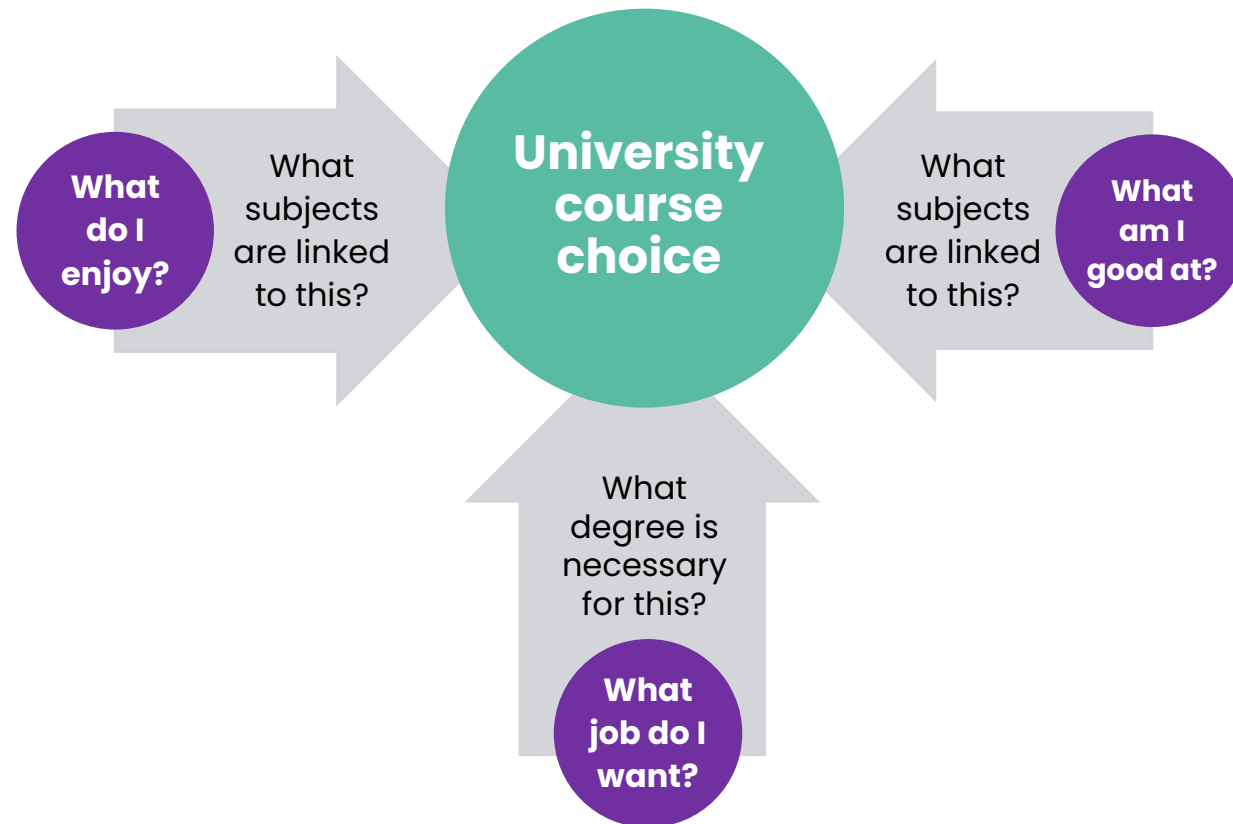 What
do I
enjoy?
What
subjects
are linked
to this?
University
course
choice
What
subjects
are linked
to this?
What
am I
good at?
What
degree is
necessary
for this?
What
job do I
want?